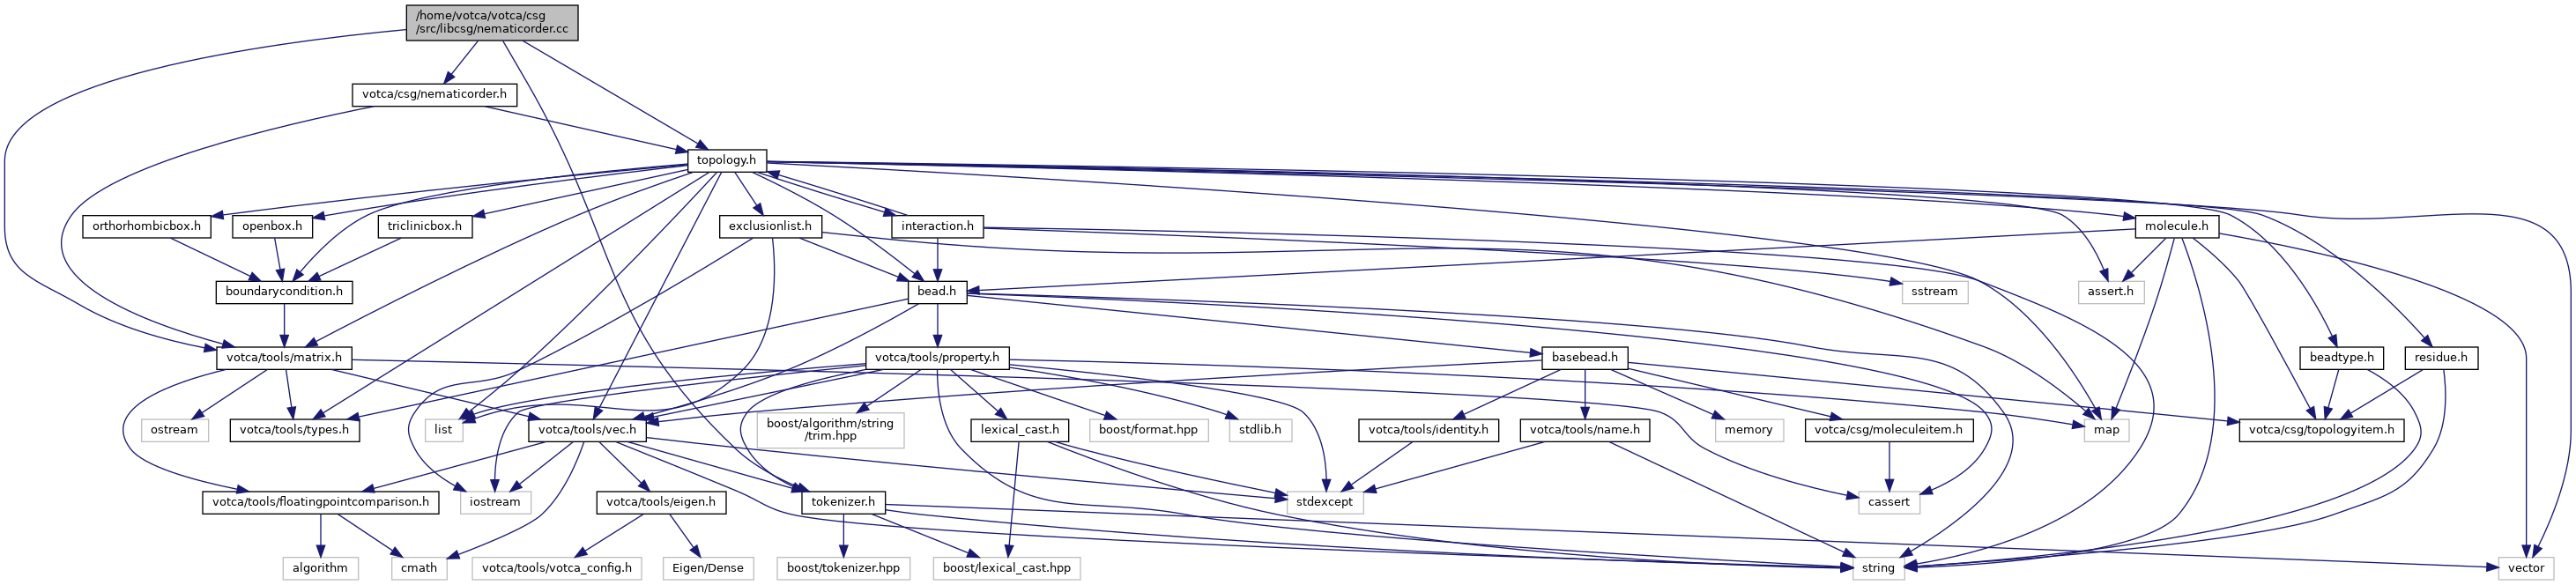 /home/votca/votca/csg
/src/libcsg/nematicorder.cc
votca/csg/nematicorder.h
topology.h
orthorhombicbox.h
openbox.h
triclinicbox.h
exclusionlist.h
interaction.h
molecule.h
boundarycondition.h
bead.h
sstream
assert.h
votca/tools/matrix.h
votca/tools/property.h
basebead.h
beadtype.h
residue.h
ostream
votca/tools/types.h
list
votca/tools/vec.h
boost/algorithm/string
/trim.hpp
lexical_cast.h
boost/format.hpp
stdlib.h
votca/tools/identity.h
votca/tools/name.h
memory
votca/csg/moleculeitem.h
map
votca/csg/topologyitem.h
votca/tools/floatingpointcomparison.h
iostream
votca/tools/eigen.h
tokenizer.h
stdexcept
cassert
algorithm
cmath
votca/tools/votca_config.h
Eigen/Dense
boost/tokenizer.hpp
boost/lexical_cast.hpp
string
vector